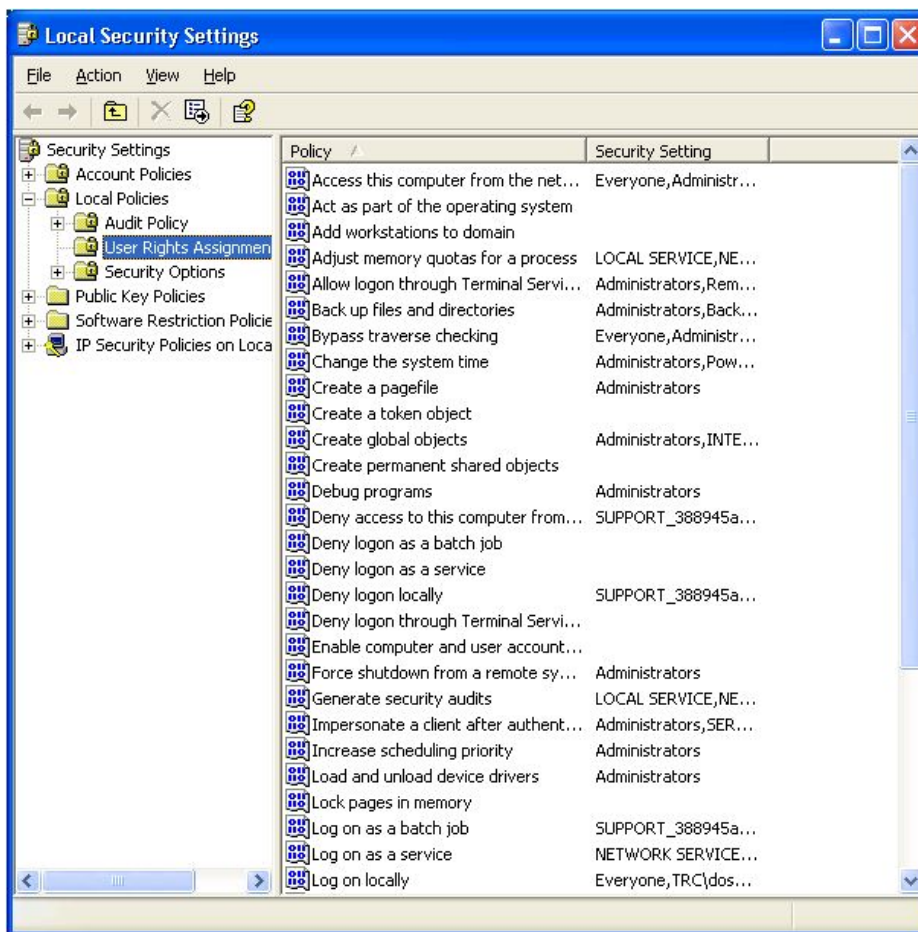 Local Security Settings
File Action View Help
Security Settings
Account Policies
Local Policies
Audit Policy
User Rights Assignmen
Security Options
Public Key Policies
Software Restriction Policie
IP Security Policies on Loca
Policy Security Setting
Access this computer from the net... Everyone,Administr...
Act as part of the operating system
Add workstations to domain
Adjust memory quotas for a process LOCAL SERVICE,NE...
Allow logon through Terminal Servi... Administrators,Rem...
Back up files and directories Administrators,Back...
Bypass traverse checking Everyone,Administr...
Change the system time Administrators,Pow...
Create a pagefile Administrators
Create a token object
Create global objects Administrators,INTE...
Create permanent shared objects
Debug programs Administrators
Deny access to this computer from... SUPPORT_388945a...
Deny logon as a batch job
Deny logon as a service
Deny logon locally SUPPORT_388945a...
Deny logon through Terminal Servi...
Enable computer and user account...
Force shutdown from a remote sy... Administrators
Generate security audits LOCAL SERVICE,NE...
Impersonate a client after authent... Administrators,SER...
Increase scheduling priority Administrators
Load and unload device drivers Administrators
Lock pages in memory
Log on as a batch job SUPPORT_388945a...
Log on as a service NETWORK SERVICE...
Log on locally Everyone,TRC\dos...